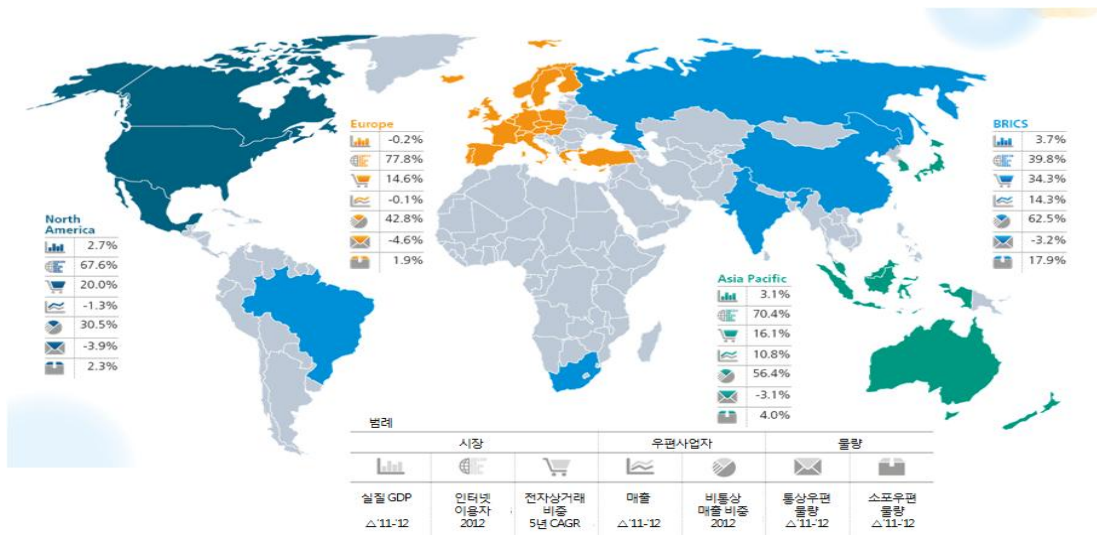 Europe
-0.2%
77.8%
14.6%
-0.1%
42.8%
-4.6%
1.9%
BRICS
3.7%
39.8%
34.3%
14.3%
62.5%
-3.2%
17.9%
North
America
2.7%
67.6%
20.0%
-1.3%
30.5%
-3.9%
2.3%
Asia Pacific
3.1%
70.4%
16.1%
10.8%
56.4%
-3.1%
4.0%
범례
시장 우편사업자 물량
실질 GDP
△'11-'12
인터넷
이용자
2012
전자상거래
비중
5년 CAGR
매출
△'11-'12
비통상
매출 비중
2012
통상우편
물량
△'11-'12
소포우편
물량
△'11-'12